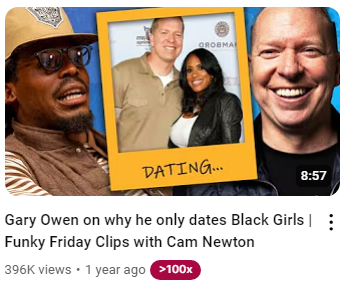 OROBMAE
DATING...
8:57
Gary Owen on why he only dates Black Girls |
Funky Friday Clips with Cam Newton
396K views • 1 year ago >100x